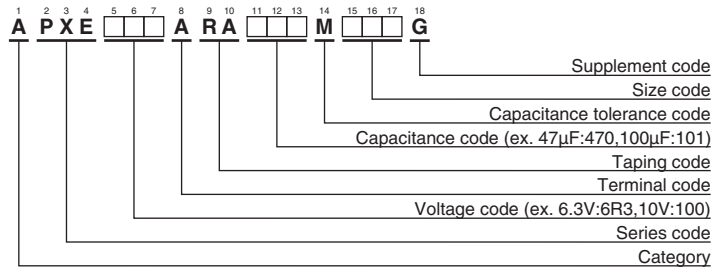 1 2 3 4 5 6 7 8 9 10 11 12 13 14 15 16 17 18
A P X E A R A M G
Supplement code
Size code
Capacitance tolerance code
Capacitance code (ex. 47μF:470,100μF:101)
Taping code
Terminal code
Voltage code (ex. 6.3V:6R3,10V:100)
Series code
Category